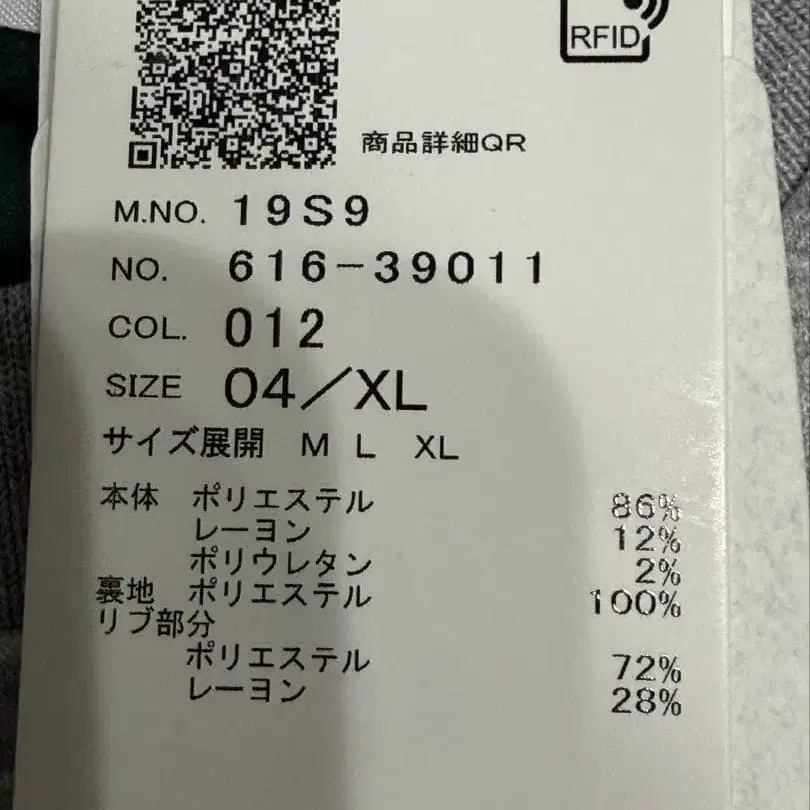 RFID
商品詳細QR
M.NO. 19S9
NO. 616-39011
COL. 012
SIZE 04/XL
サイズ展開 M L XL
本体 ポリエステル 86%
レーヨン 12%
ポリウレタン 2%
裏地 ポリエステル 100%
リブ部分
ポリエステル 72%
レーヨン 28%